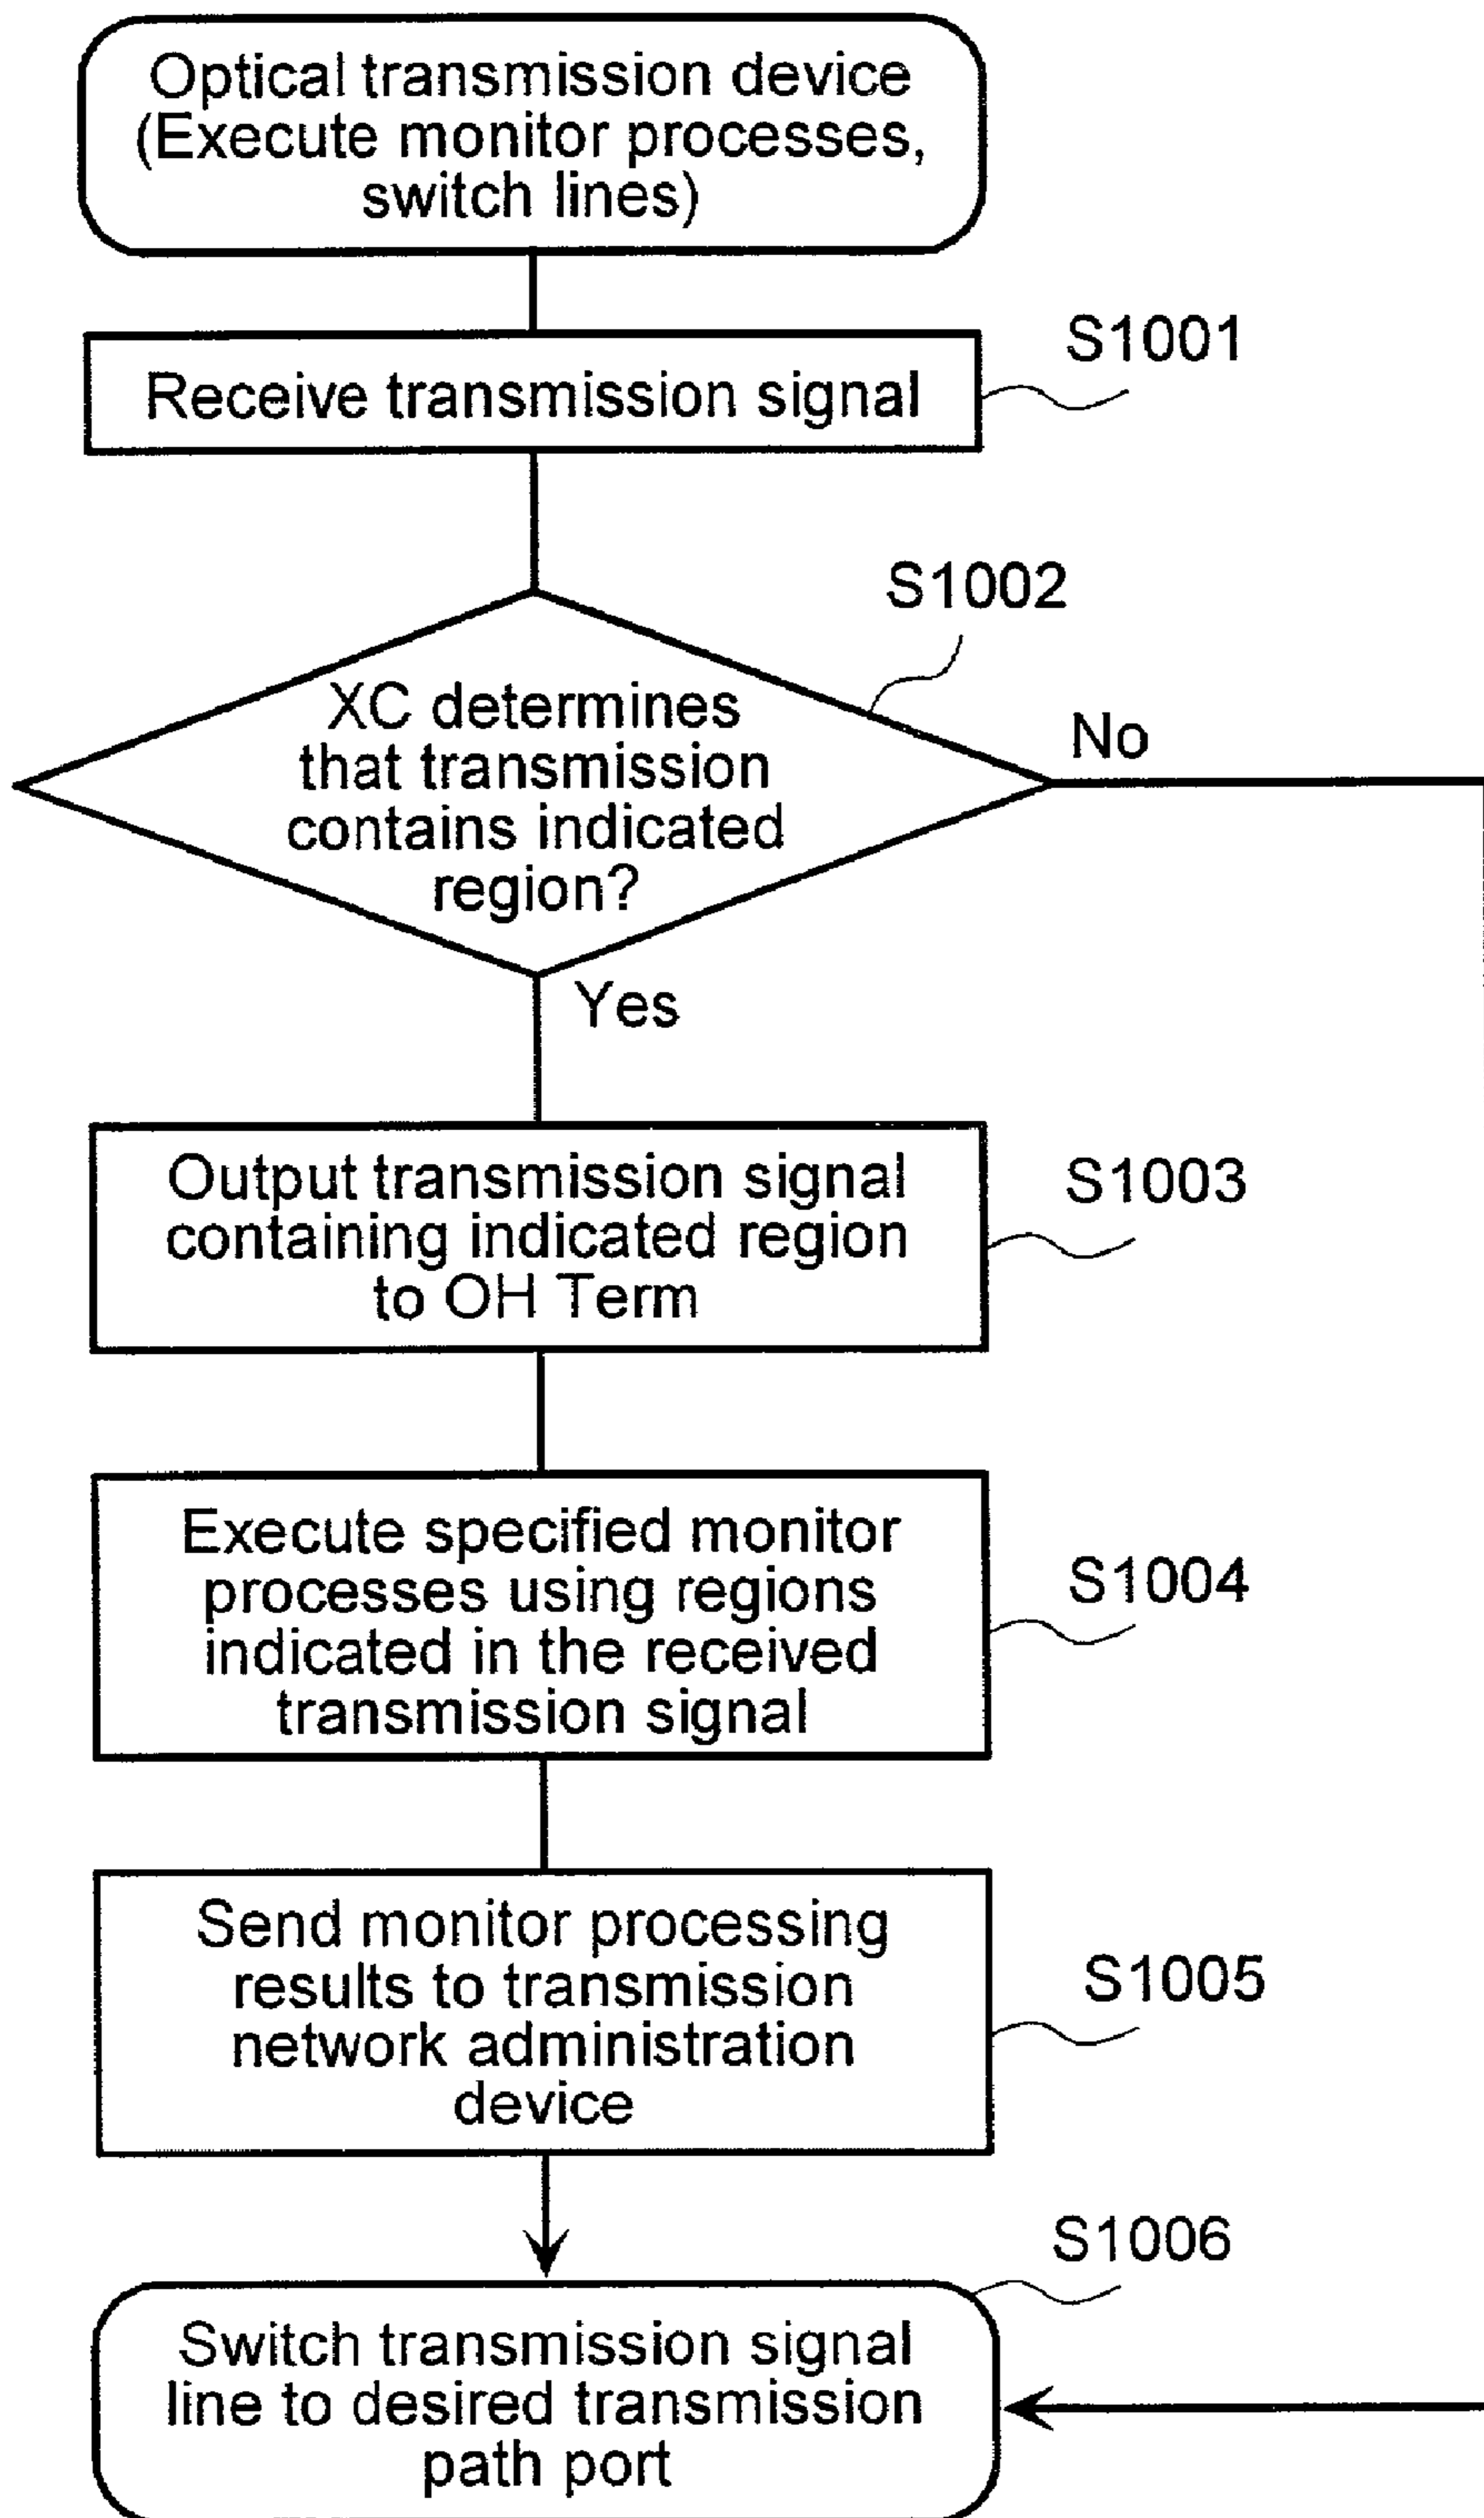 Optical transmission device
(Execute monitor processes,
switch lines)
S1001
Receive transmission signal
S1002
XC determines
that transmission
contains indicated
region?
No
Yes
Output transmission signal
containing indicated region
to OH Term
S1003
Execute specified monitor
processes using regions
indicated in the received
transmission signal
S1004
Send monitor processing
results to transmission
network administration
device
S1005
S1006
Switch transmission signal
line to desired transmission
path port